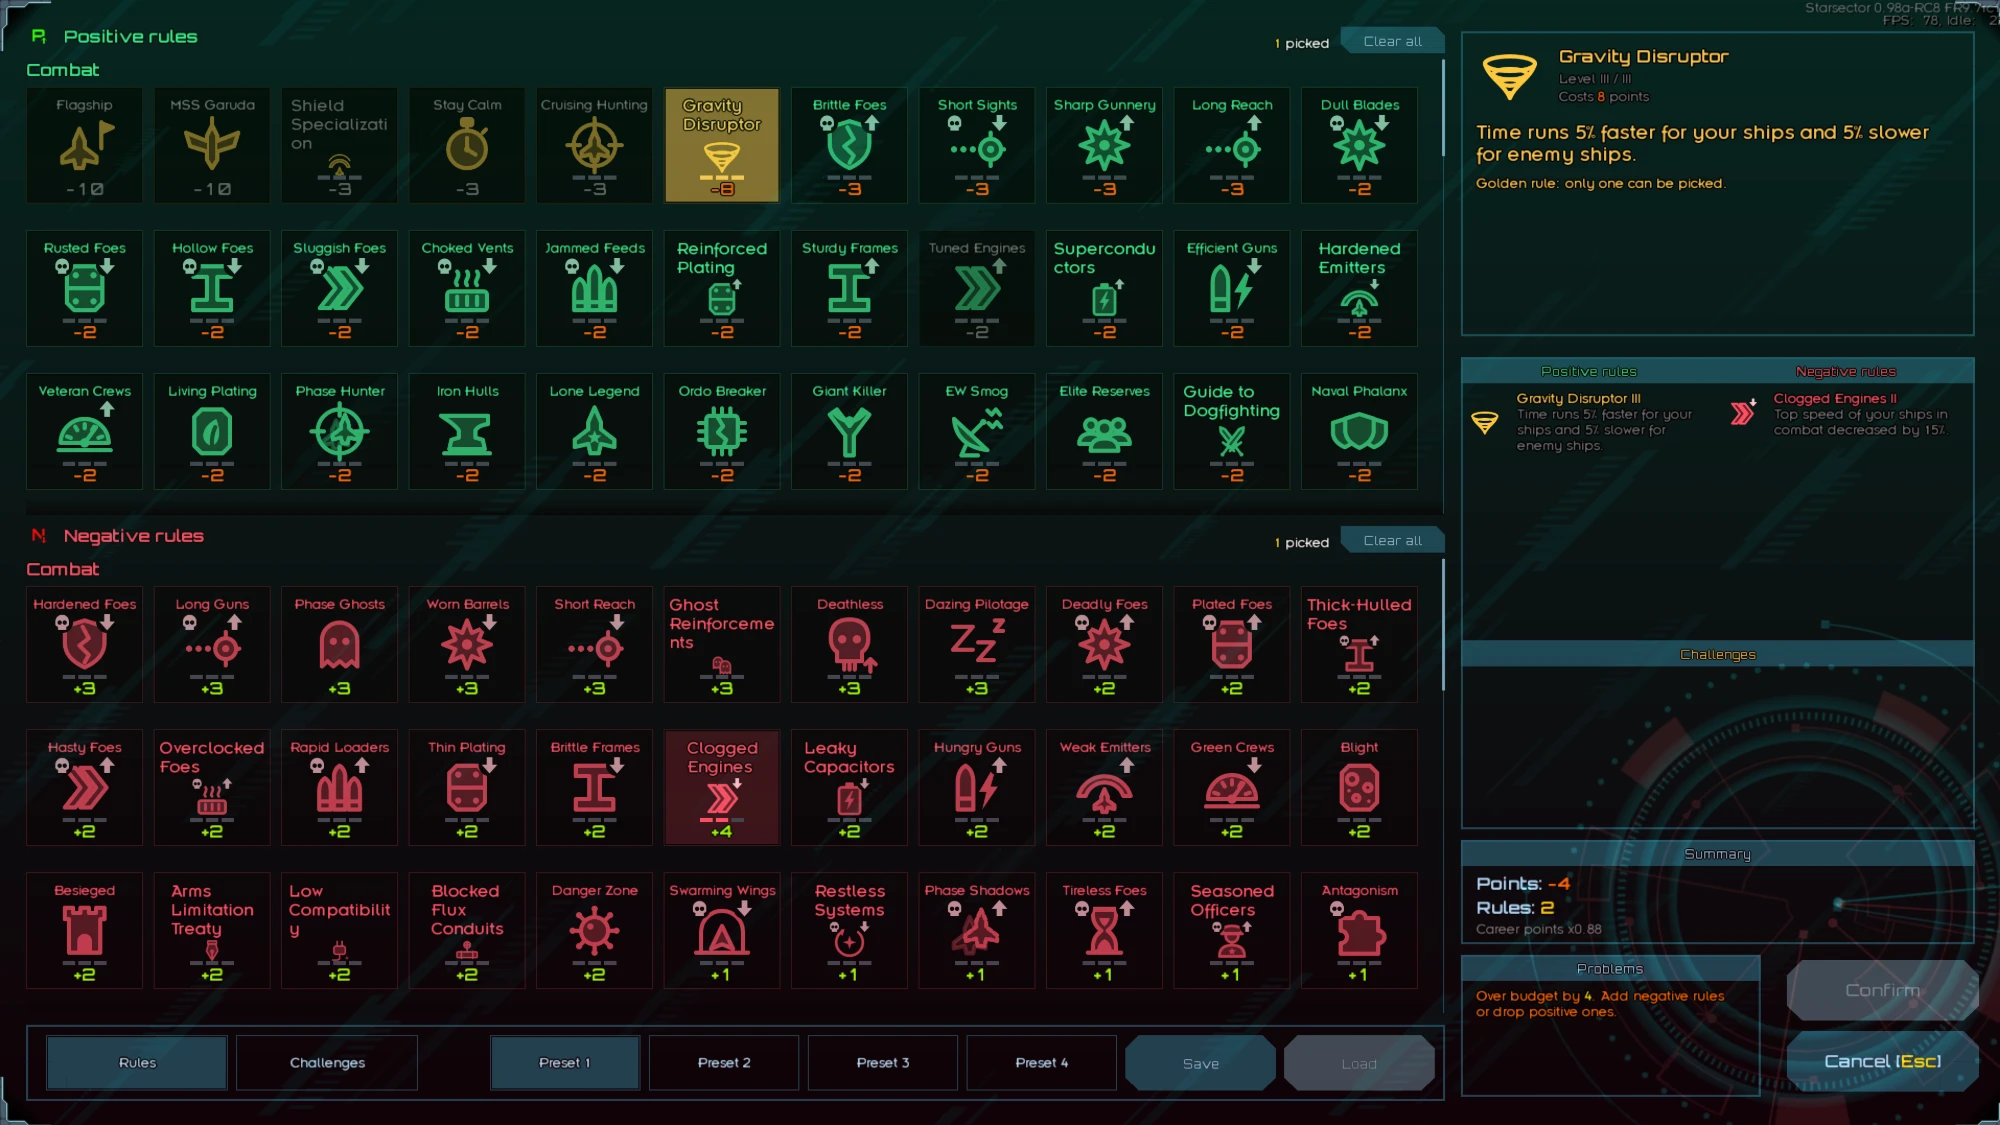 Starsector 0.98a-RC8
FPS: 78, Idle:
Positive rules
1 picked
Clear all
Combat
Flagship
-10
MSS Garuda
-10
Shield
Specializati
on
-3
Stay Calm
-3
Cruising Hunting
-3
Gravity
Disruptor
-8
Brittle Foes
-3
Short Sights
-3
Sharp Gunnery
-3
Long Reach
-3
Dull Blades
-2
Rusted Foes
-2
Hollow Foes
-2
Sluggish Foes
-2
Choked Vents
-2
Jammed Feeds
-2
Reinforced
Plating
-2
Sturdy Frames
-2
Tuned Engines
-2
Supercondu
ctors
-2
Efficient Guns
-2
Hardened
Emitters
-2
Veteran Crews
-2
Living Plating
-2
Phase Hunter
-2
Iron Hulls
-2
Lone Legend
-2
Ordo Breaker
-2
Giant Killer
-2
EW Smog
-2
Elite Reserves
-2
Guide to
Dogfighting
-2
Naval Phalanx
-2
Negative rules
1 picked
Clear all
Combat
Hardened Foes
+3
Long Guns
+3
Phase Ghosts
+3
Worn Barrels
+3
Short Reach
+3
Ghost
Reinforceme
nts
+3
Deathless
+3
Dazing Pilotage
+3
Deadly Foes
+2
Plated Foes
+2
Thick-Hulled
Foes
+2
Hasty Foes
+2
Overclocked
Foes
+2
Rapid Loaders
+2
Thin Plating
+2
Brittle Frames
+2
Clogged
Engines
+4
Leaky
Capacitors
+2
Hungry Guns
+2
Weak Emitters
+2
Green Crews
+2
Blight
+2
Besieged
+2
Arms
Limitation
Treaty
+2
Low
Compatibilit
y
+2
Blocked
Flux
Conduits
+2
Danger Zone
+2
Swarming Wings
+1
Restless
Systems
+1
Phase Shadows
+1
Tireless Foes
+1
Seasoned
Officers
+1
Antagonism
+1
Rules
Challenges
Preset 1
Preset 2
Preset 3
Preset 4
Save
Load
Gravity Disruptor
Level III / III
Costs 8 points
Time runs 5% faster for your ships and 5% slower
for enemy ships.
Golden rule: only one can be picked.
Positive rules
Negative rules
Gravity Disruptor III
Time runs 5% faster for your
ships and 5% slower for
enemy ships.
Clogged Engines II
Top speed of your ships in
combat decreased by 15%.
Challenges
Summary
Points: -4
Rules: 2
Career points x0.88
Problems
Over budget by 4. Add negative rules
or drop positive ones.
Confirm
Cancel [Esc]